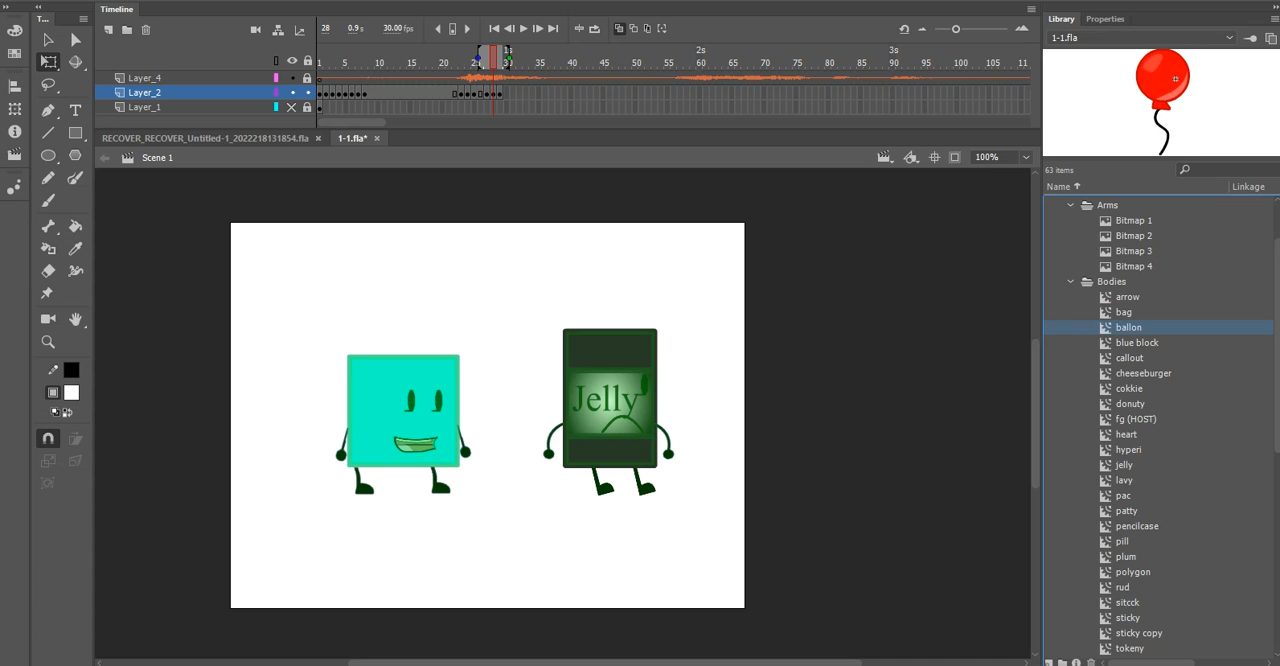 Timeline
T...
28 0.9s 30.00 fps
1s 2s 3s
1 5 10 15 20 35 40 45 50 55 60 65 70 75 80 85 90 95 100 105 11
Layer_4
Layer_2
Layer_1
RECOVER_RECOVER_Untitled-1_2022218131854.fla × 1-1.fla* ×
Scene 1
100%
Jelly
Library Properties
1-1.fla
63 items
Name Linkage
Arms
Bitmap 1
Bitmap 2
Bitmap 3
Bitmap 4
Bodies
arrow
bag
ballon
blue block
callout
cheeseburger
cokkie
donuty
fg (HOST)
heart
hyperi
jelly
lavy
pac
patty
pencilcase
pill
plum
polygon
rud
sitcck
sticky
sticky copy
tokeny